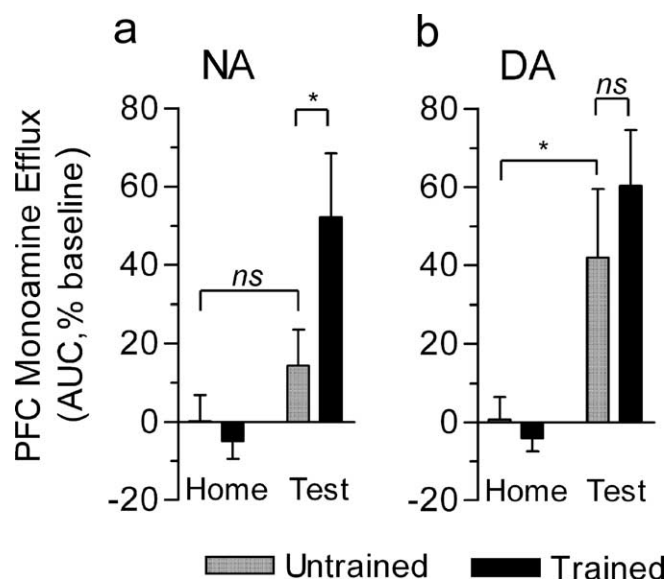 a
NA
b
DA
PFC Monoamine Efflux
(AUC,% baseline)
80
60
40
20
0
-20
*
ns
Home
Test
80
60
40
20
0
-20
ns
*
Home
Test
Untrained
Trained